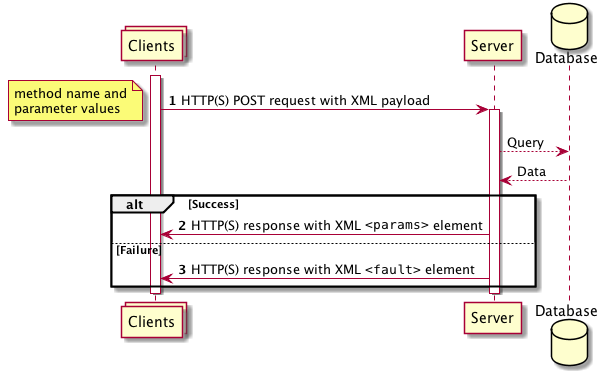 Clients
Server
Database
method name and
parameter values
1 HTTP(S) POST request with XML payload
Query
Data
alt [Success]
2 HTTP(S) response with XML <params> element
[Failure]
3 HTTP(S) response with XML <fault> element
Clients
Server
Database